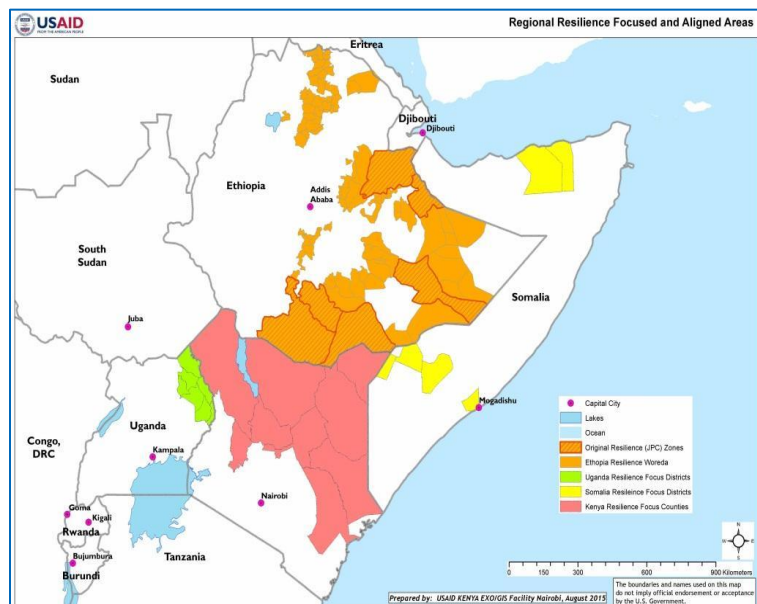 USAID
FROM THE AMERICAN PEOPLE
Regional Resilience Focused and Aligned Areas
Eritrea
Sudan
Djibouti
Djibouti
Ethiopia
Addis
Ababa
South
Sudan
Somalia
Juba
Mogadishu
Uganda
Congo,
DRC
Kampala
Nairobi
Goma
Kigali
Rwanda
Bujumbura
Burundi
Tanzania
Capital City
Lakes
Ocean
Original Resilience (JPC) Zones
Ethiopia Resilience Woreda
Uganda Resilience Focus Districts
Somalia Resilience Focus Districts
Kenya Resilience Focus Counties
N
W E
S
0 150 300 600 900 Kilometers
Prepared by: USAID KENYA EXO/GIS Facility Nairobi, August 2015
The boundaries and names used on this map
do not imply official endorsement or acceptance
by the U.S. Government.